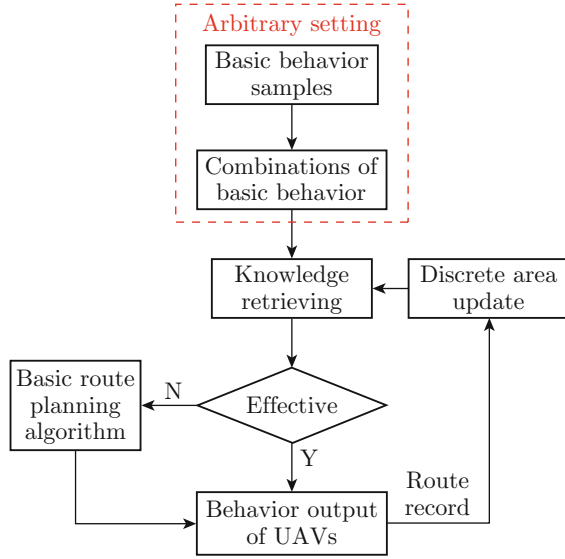 Arbitrary setting
Basic behavior
samples
Combinations of
basic behavior
Knowledge
retrieving
Discrete area
update
Basic route
planning
algorithm
N
Effective
Y
Route
record
Behavior output
of UAVs